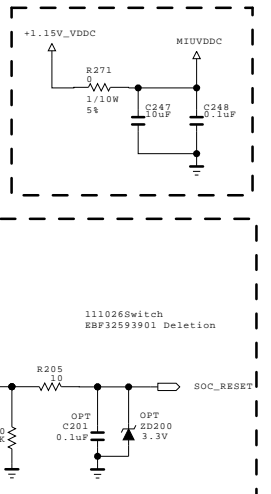 +1.15V_VDDC
MIUVDDC
R271
0
1/10W
5%
C247
10uF
C248
0.1uF
111026Switch
EBF32593901 Deletion
R205
10
SOC_RESET
OPT
C201
0.1uF
OPT
ZD200
3.3V
0
K